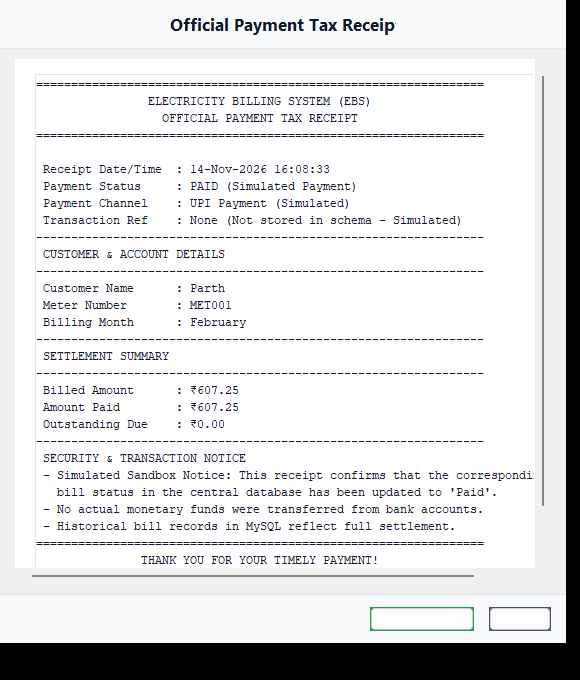 Official Payment Tax Receip
================================================================
ELECTRICITY BILLING SYSTEM (EBS)
OFFICIAL PAYMENT TAX RECEIPT
================================================================
Receipt Date/Time : 14-Nov-2026 16:08:33
Payment Status : PAID (Simulated Payment)
Payment Channel : UPI Payment (Simulated)
Transaction Ref : None (Not stored in schema - Simulated)
----------------------------------------------------------------
CUSTOMER & ACCOUNT DETAILS
----------------------------------------------------------------
Customer Name : Parth
Meter Number : MET001
Billing Month : February
----------------------------------------------------------------
SETTLEMENT SUMMARY
----------------------------------------------------------------
Billed Amount : ₹607.25
Amount Paid : ₹607.25
Outstanding Due : ₹0.00
----------------------------------------------------------------
SECURITY & TRANSACTION NOTICE
- Simulated Sandbox Notice: This receipt confirms that the correspondi
bill status in the central database has been updated to 'Paid'.
- No actual monetary funds were transferred from bank accounts.
- Historical bill records in MySQL reflect full settlement.
================================================================
THANK YOU FOR YOUR TIMELY PAYMENT!